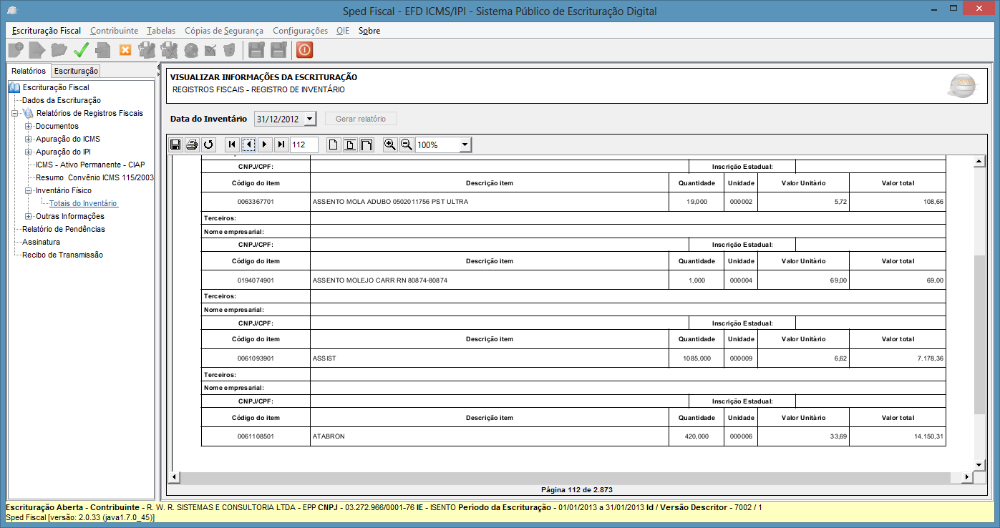 Sped Fiscal - EFD ICMS/IPI - Sistema Público de Escrituração Digital
Escrituração Fiscal Contribuinte Tabelas Cópias de Segurança Configurações OIE Sobre
Relatórios Escrituração
Escrituração Fiscal
Dados da Escrituração
Relatórios de Registros Fiscais
Documentos
Apuração do ICMS
Apuração do IPI
ICMS - Ativo Permanente - CIAP
Resumo Convênio ICMS 115/2003
Inventário Físico
Totais do Inventário
Outras Informações
Relatório de Pendências
Assinatura
Recibo de Transmissão
VISUALIZAR INFORMAÇÕES DA ESCRITURAÇÃO
REGISTROS FISCAIS - REGISTRO DE INVENTÁRIO
Data do Inventário 31/12/2012 Gerar relatório
112 100%
CNPJ/CPF: Inscrição Estadual:
Código do item Descrição item Quantidade Unidade Valor Unitário Valor total
0063367701 ASSENTO MOLA ADUBO 0502011756 PST ULTRA 19,000 000002 5,72 108,66
Terceiros:
Nome empresarial:
CNPJ/CPF: Inscrição Estadual:
Código do item Descrição item Quantidade Unidade Valor Unitário Valor total
0194074901 ASSENTO MOLEJO CARR RN 80874-80874 1,000 000004 69,00 69,00
Terceiros:
Nome empresarial:
CNPJ/CPF: Inscrição Estadual:
Código do item Descrição item Quantidade Unidade Valor Unitário Valor total
0061093901 ASSIST 1085,000 000009 6,62 7.178,36
Terceiros:
Nome empresarial:
CNPJ/CPF: Inscrição Estadual:
Código do item Descrição item Quantidade Unidade Valor Unitário Valor total
0061108501 ATABRON 420,000 000006 33,69 14.150,31
Página 112 de 2.873
Escrituração Aberta - Contribuinte - R. W. R. SISTEMAS E CONSULTORIA LTDA - EPP CNPJ - 03.272.966/0001-76 IE - ISENTO Período da Escrituração - 01/01/2013 a 31/01/2013 Id / Versão Descritor - 7002 / 1
Sped Fiscal [versão: 2.0.33 (java1.7.0_45)]